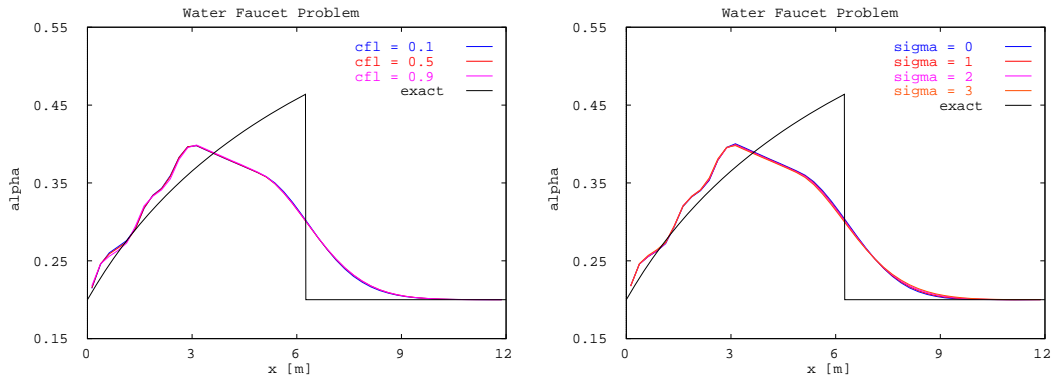 Water Faucet Problem
0.55
0.45
0.35
0.25
0.15
alpha
cfl = 0.1
cfl = 0.5
cfl = 0.9
exact
0
3
6
9
12
x [m]
Water Faucet Problem
0.55
0.45
0.35
0.25
0.15
alpha
sigma = 0
sigma = 1
sigma = 2
sigma = 3
exact
0
3
6
9
12
x [m]